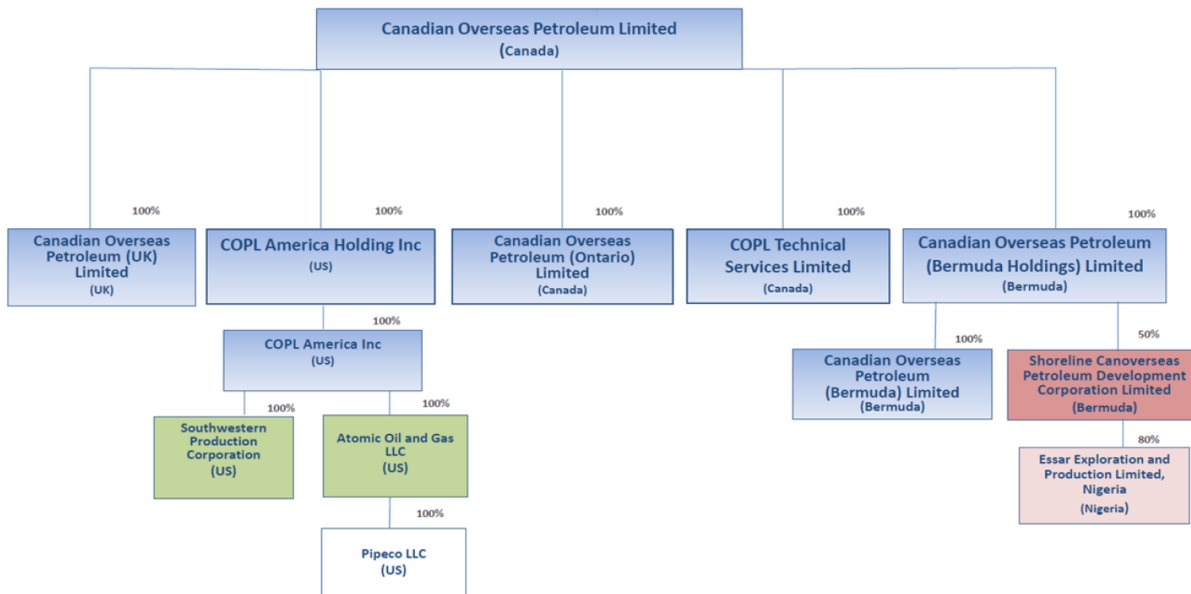 Canadian Overseas Petroleum Limited
(Canada)
100%
100%
100%
100%
100%
Canadian Overseas
Petroleum (UK)
Limited
(UK)
COPL America Holding Inc
(US)
Canadian Overseas
Petroleum (Ontario)
Limited
(Canada)
COPL Technical
Services Limited
(Canada)
Canadian Overseas Petroleum
(Bermuda Holdings) Limited
(Bermuda)
100%
COPL America Inc
(US)
100%
Canadian Overseas
Petroleum
(Bermuda) Limited
(Bermuda)
50%
Shoreline Canoverseas
Petroleum Development
Corporation Limited
(Bermuda)
100%
Southwestern
Production
Corporation
(US)
100%
Atomic Oil and Gas
LLC
(US)
80%
Essar Exploration and
Production Limited,
Nigeria
(Nigeria)
100%
Pipeco LLC
(US)